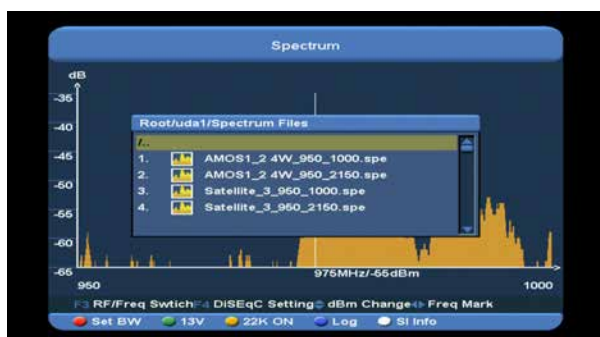 Spectrum
dB
-35
Root/uda1/Spectrum Files
-40
/..
-45
1. AMOS1_2 4W_950_1000.spe
2. AMOS1_2 4W_950_2150.spe
-50
3. Satellite_3_950_1000.spe
4. Satellite_3_950_2150.spe
-55
-60
-65
975MHz/-55dBm
950
1000
F3 RF/Freq Swtich F4 DiSEqC Setting dBm Change Freq Mark
Set BW 13V 22K ON Log SI Info